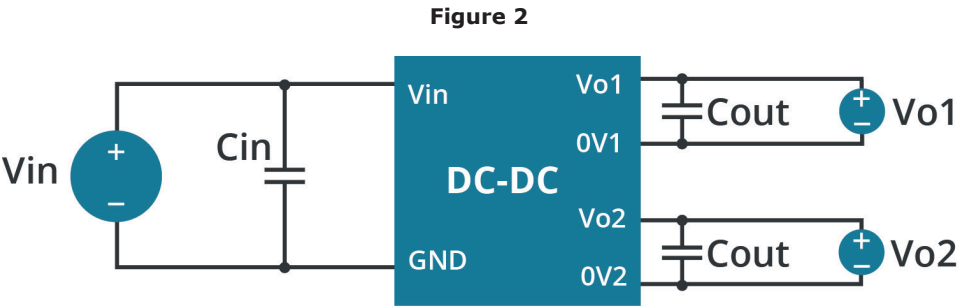 Figure 2
Vin
+
−
Cin
Vin
GND
DC-DC
Vo1
0V1
Vo2
0V2
Cout
+
−
Vo1
Cout
+
−
Vo2